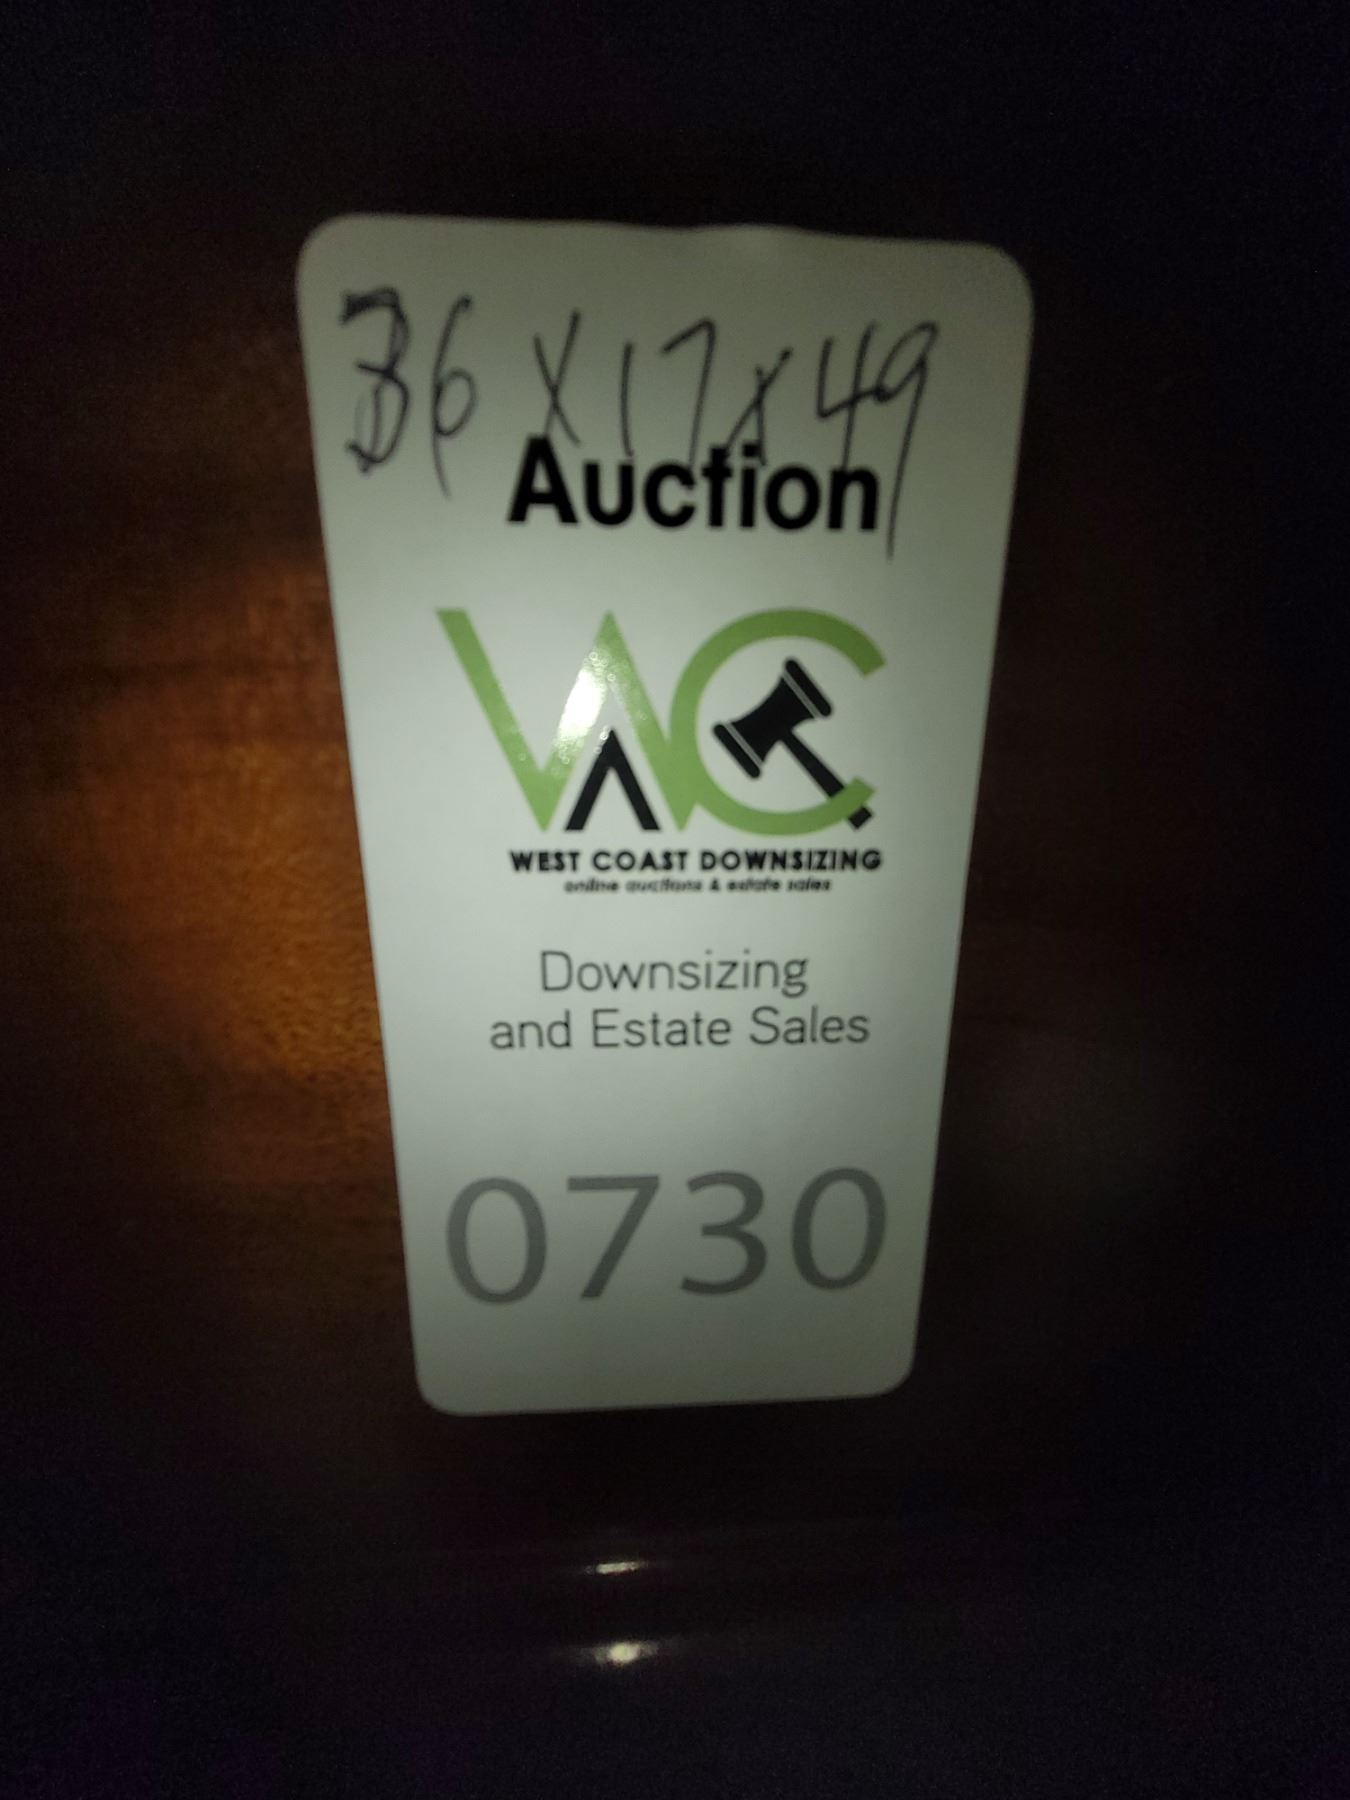 36 X 17 X 49
Auction
WC
WEST COAST DOWNSIZING
online auctions & estate sales
Downsizing
and Estate Sales
0730